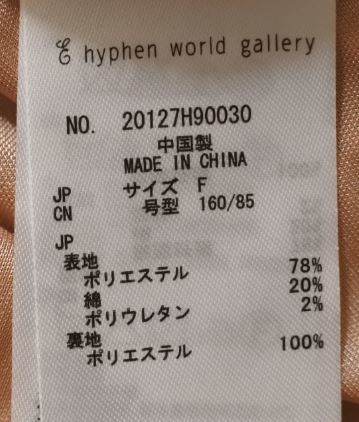 hyphen world gallery
NO. 20127H90030
中国製
MADE IN CHINA
JP サイズ F
CN 号型 160/85
JP
表地
ポリエステル 78%
綿 20%
ポリウレタン 2%
裏地
ポリエステル 100%